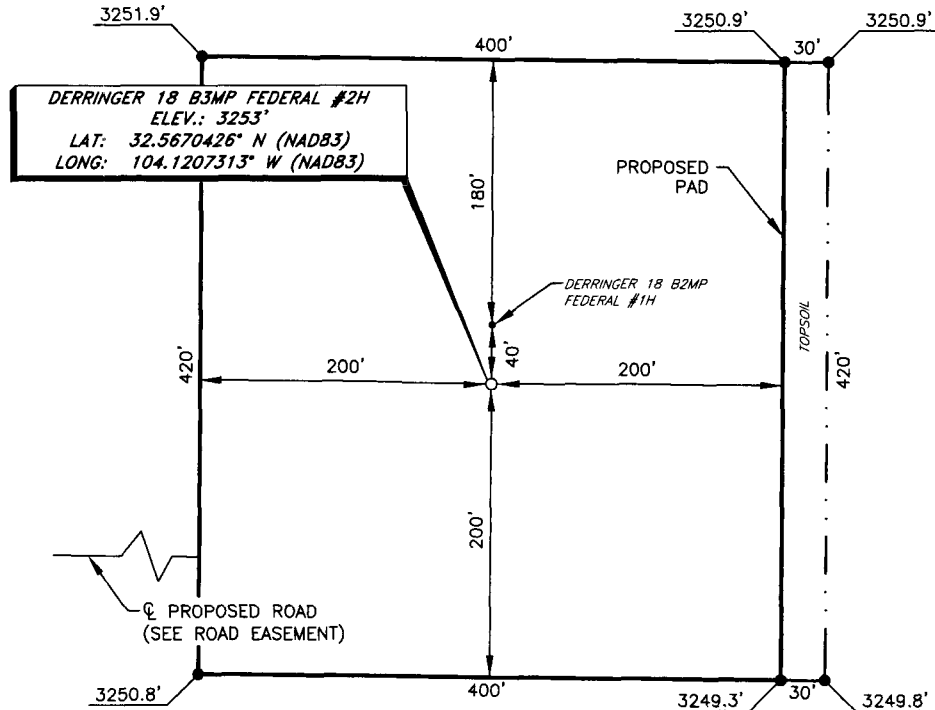 3251.9'
3250.9'
3250.9'
400'
30'
DERRINGER 18 B3MP FEDERAL #2H
ELEV.: 3253'
LAT: 32.5670426° N (NAD83)
LONG: 104.1207313° W (NAD83)
180'
PROPOSED
PAD
DERRINGER 18 B2MP
FEDERAL #1H
TOPSOIL
40'
420'
200'
200'
420'
200'
℄ PROPOSED ROAD
(SEE ROAD EASEMENT)
3250.8'
400'
3249.3'
30'
3249.8'